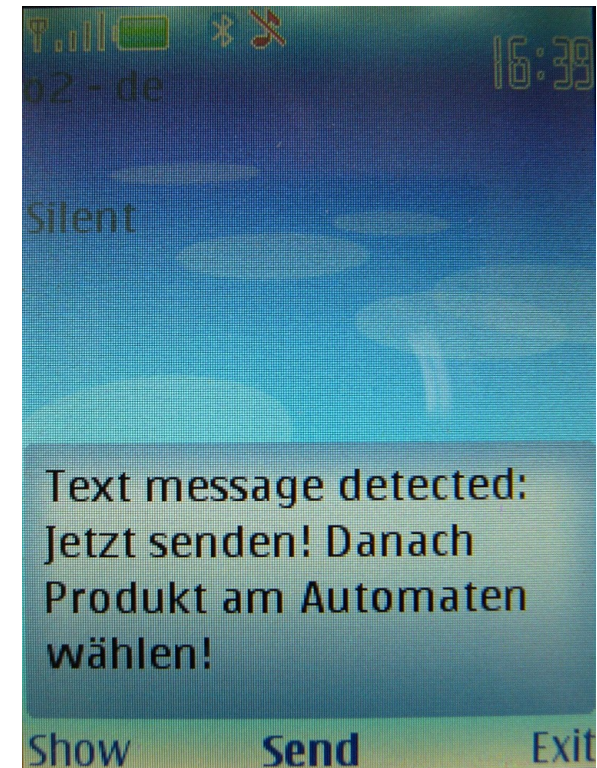 16:39
o2 - de
Silent
Text message detected:
Jetzt senden! Danach
Produkt am Automaten
wählen!
Show Send Exit